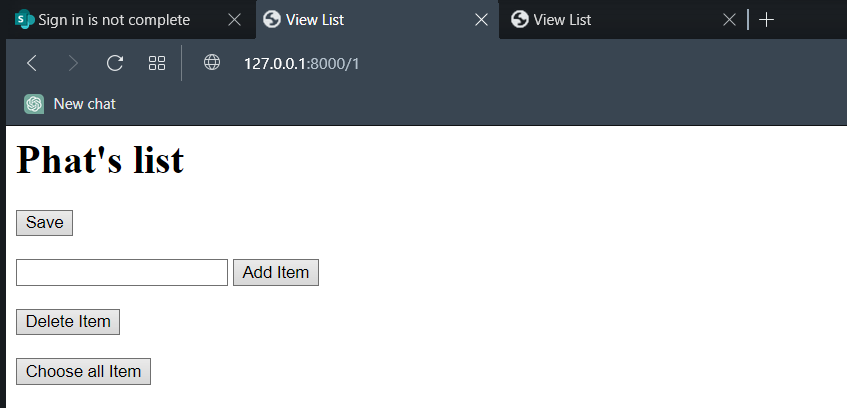 Sign in is not complete View List View List
127.0.0.1:8000/1
New chat
Phat's list
Save
Add Item
Delete Item
Choose all Item